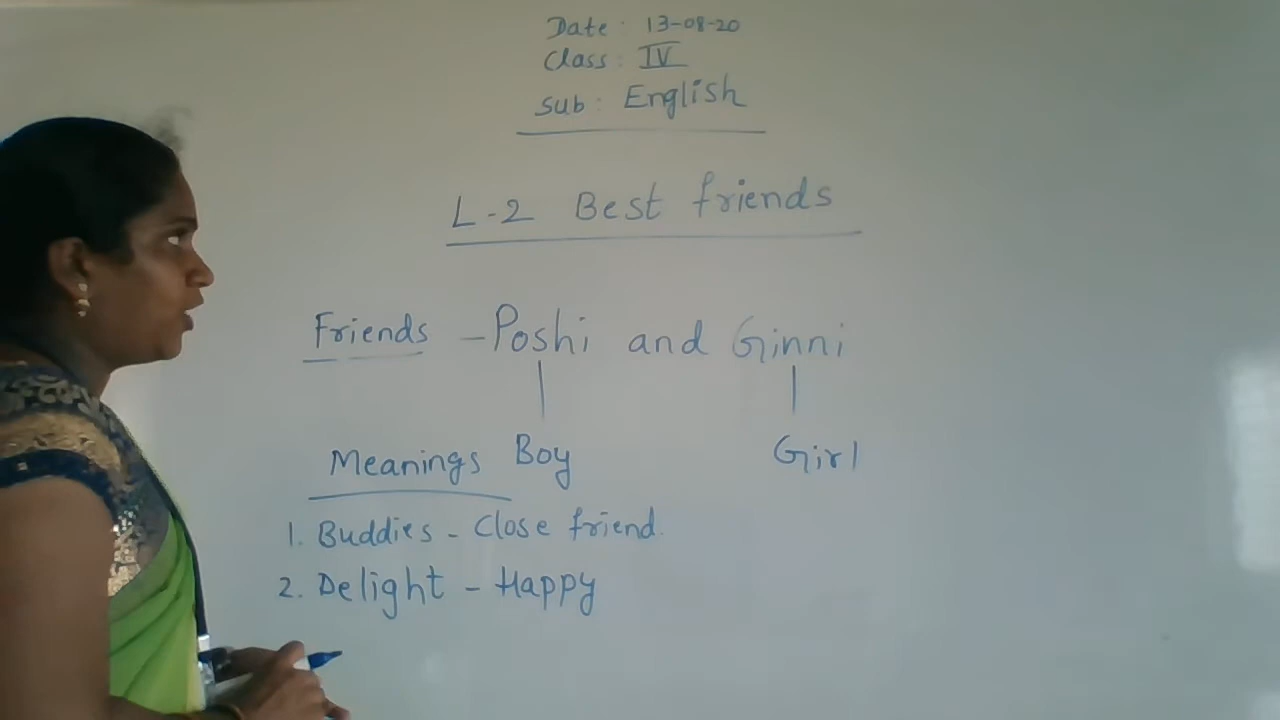 Date: 13-08-20
Class: IV
Sub: English
L-2 Best friends
Friends - Poshi and Ginni
Boy Girl
Meanings
1. Buddies - Close friend.
2. Delight - Happy